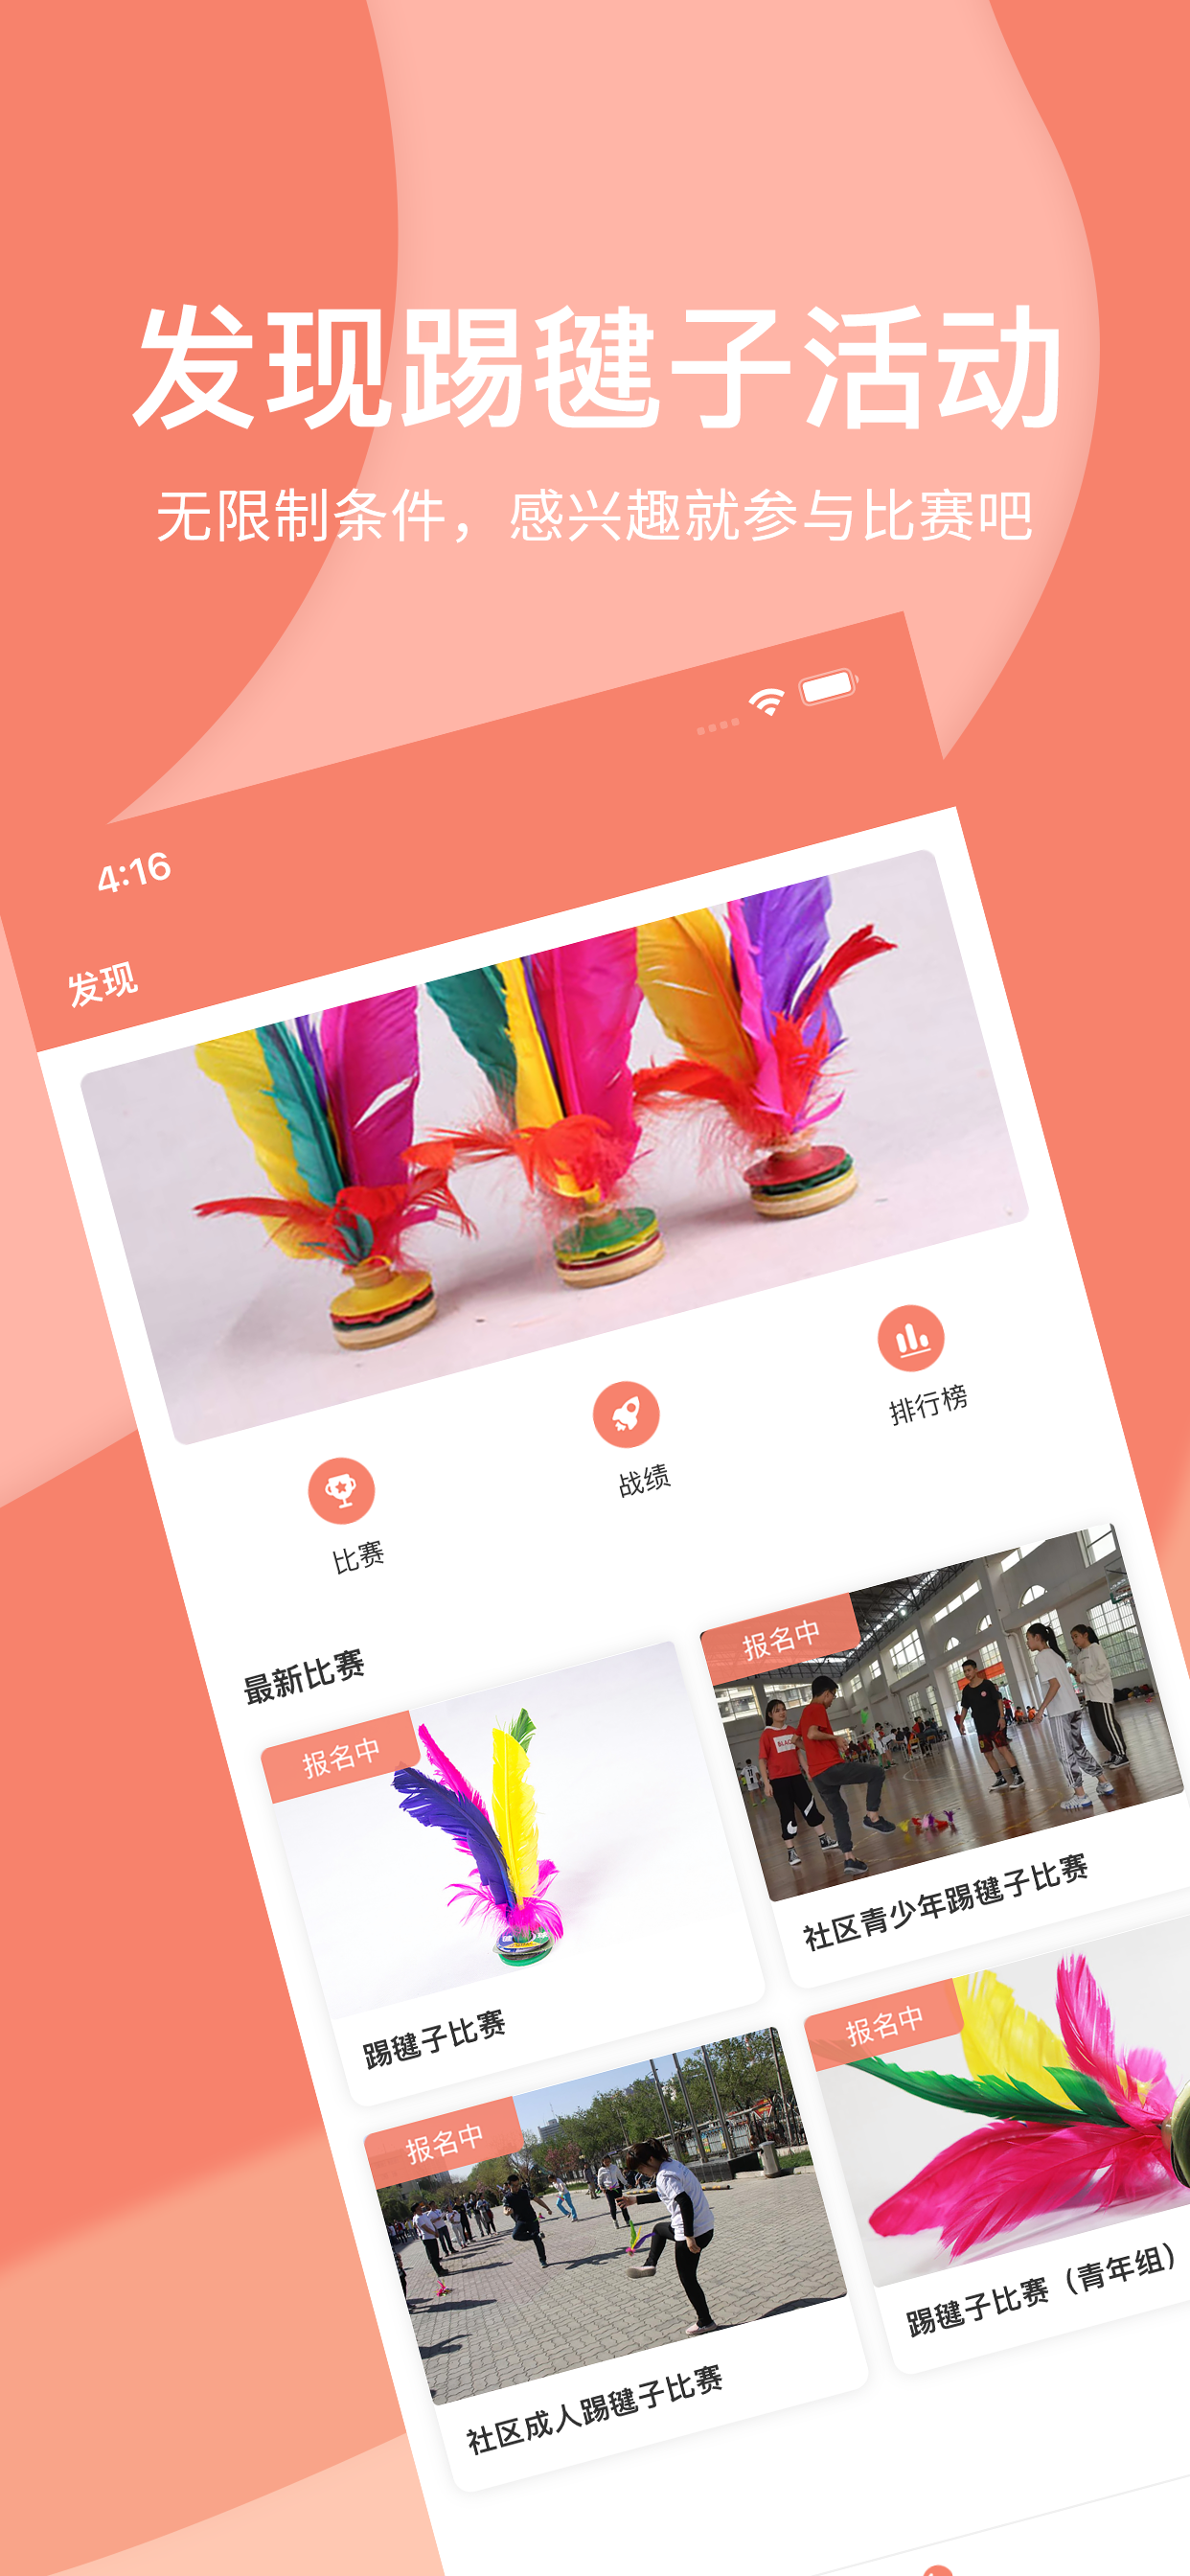 发现踢毽子活动
无限制条件，感兴趣就参与比赛吧
4:16
发现
比赛
战绩
排行榜
最新比赛
报名中
踢毽子比赛
报名中
社区青少年踢毽子比赛
报名中
社区成人踢毽子比赛
报名中
踢毽子比赛（青年组）